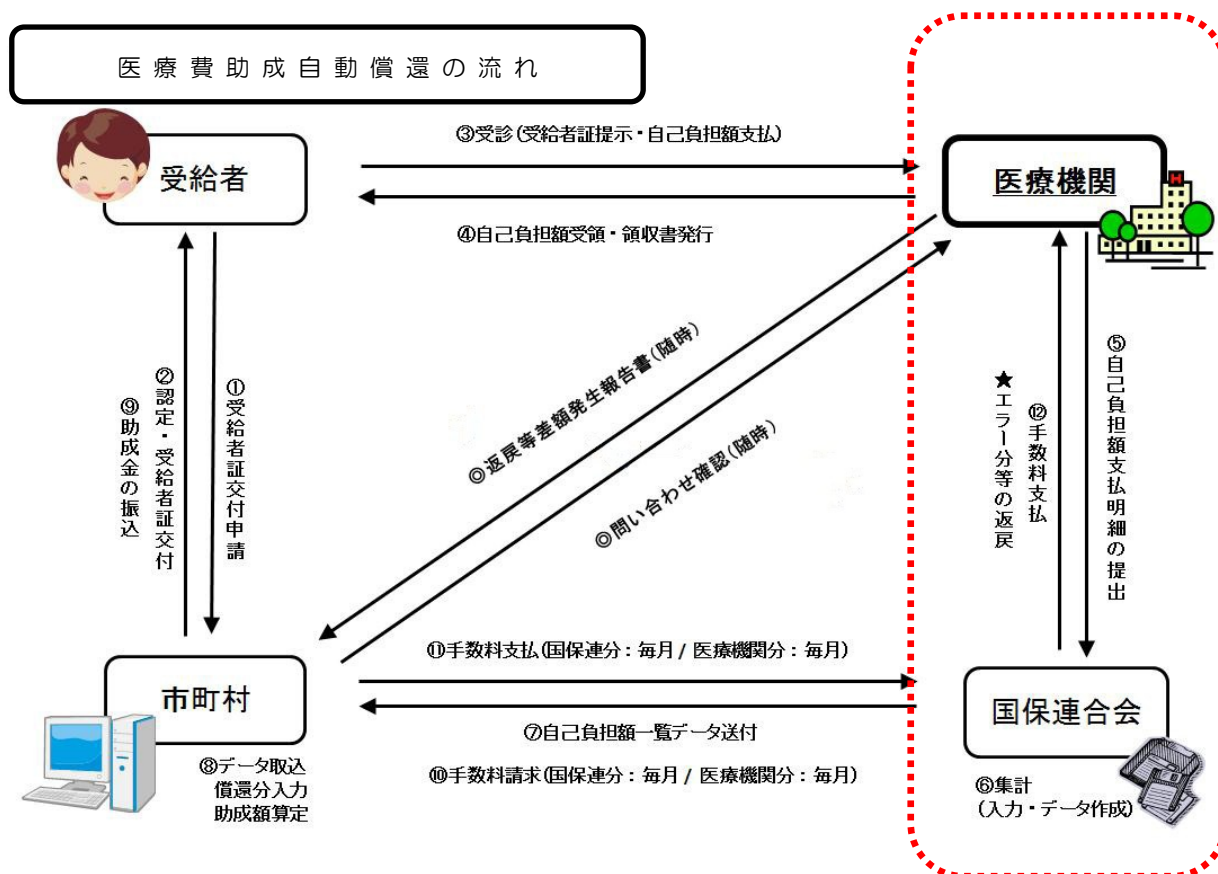 医療費助成自動償還の流れ
③受診(受給者証提示・自己負担額支払)
受給者
医療機関
H
④自己負担額受領・領収書発行
◎返戻等差額発生報告書(随時)
◎問い合わせ確認(随時)
⑨助成金の振込
②認定・受給者証交付
①受給者証交付申請
★エラー分等の返戻
⑫手数料支払
⑤自己負担額支払明細の提出
⑪手数料支払(国保連分：毎月 / 医療機関分：毎月)
市町村
国保連合会
⑦自己負担額一覧データ送付
⑩手数料請求(国保連分：毎月 / 医療機関分：毎月)
⑧データ取込
償還分入力
助成額算定
⑥集計
(入力・データ作成)